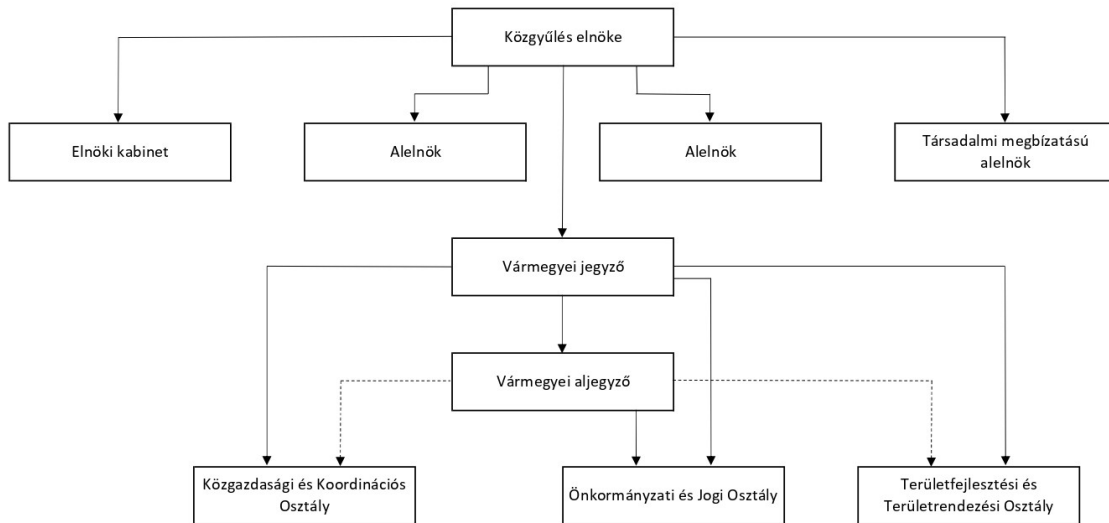 Közgyűlés elnöke
Elnöki kabinet
Alelnök
Alelnök
Társadalmi megbízatású
alelnök
Vármegyei jegyző
Vármegyei aljegyző
Közgazdasági és Koordinációs
Osztály
Önkormányzati és Jogi Osztály
Területfejlesztési és
Területrendezési Osztály